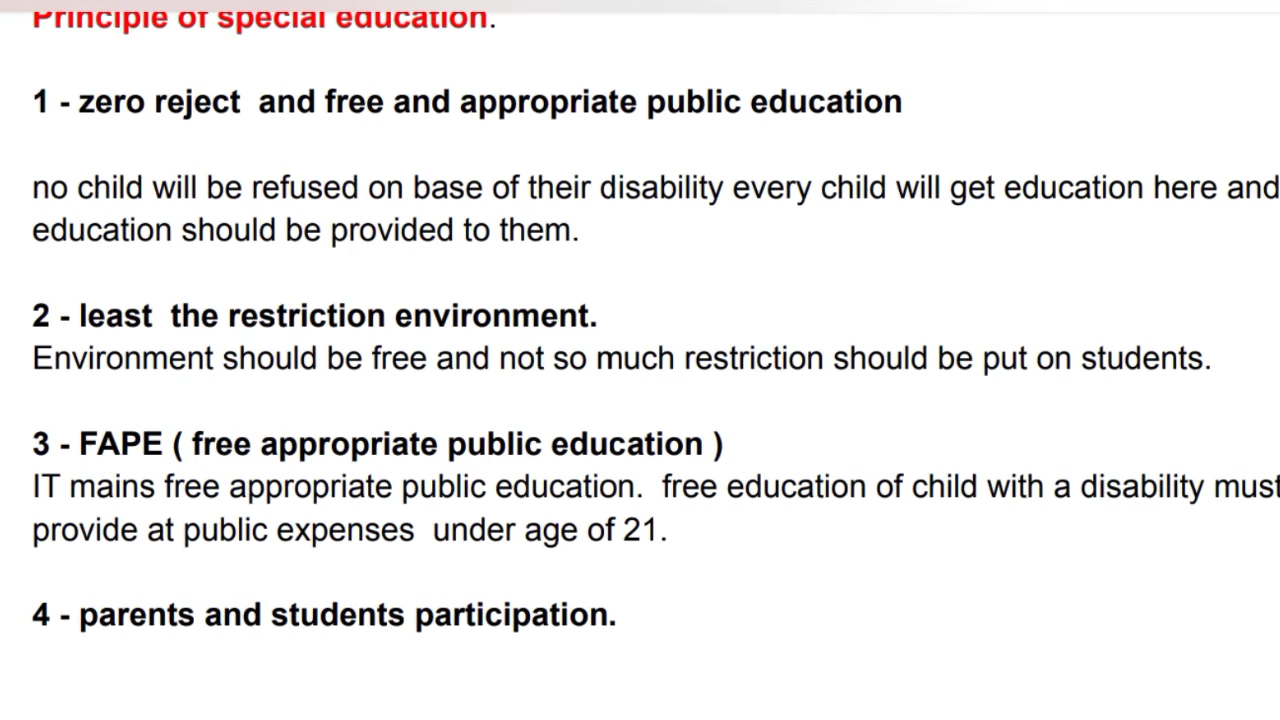 Principle of special education.
1 - zero reject and free and appropriate public education
no child will be refused on base of their disability every child will get education here and
education should be provided to them.
2 - least the restriction environment.
Environment should be free and not so much restriction should be put on students.
3 - FAPE ( free appropriate public education )
IT mains free appropriate public education. free education of child with a disability must
provide at public expenses under age of 21.
4 - parents and students participation.